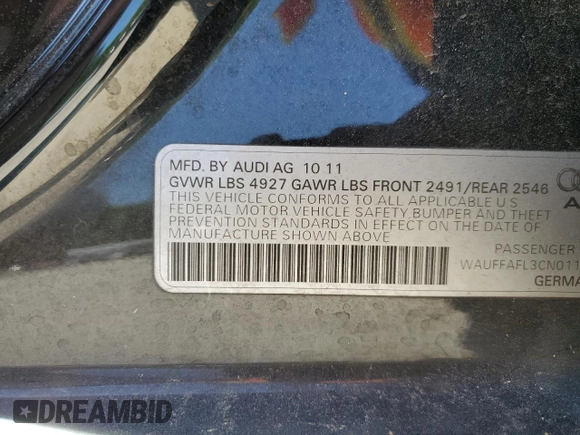 MFD. BY AUDI AG 10 11
GVWR LBS 4927 GAWR LBS FRONT 2491/REAR 2546
THIS VEHICLE CONFORMS TO ALL APPLICABLE U S
FEDERAL MOTOR VEHICLE SAFETY, BUMPER AND THEFT
PREVENTION STANDARDS IN EFFECT ON THE DATE OF
MANUFACTURE SHOWN ABOVE
PASSENGER
WAUFFAFL3CN011
GERMA
DREAMBID